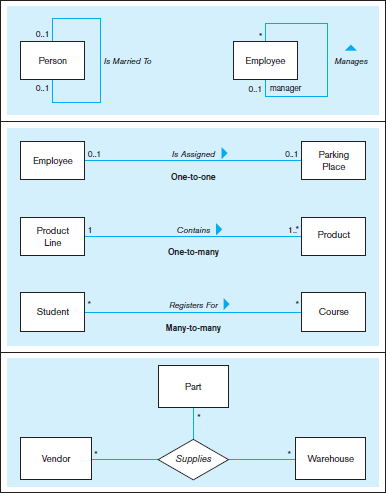 0..1
Person
Is Married To
0..1
*
Employee
Manages
0..1 manager
Employee
0..1
Is Assigned
0..1
Parking
Place
One-to-one
Product
Line
1
Contains
1..*
Product
One-to-many
Student
*
Registers For
*
Course
Many-to-many
Part
*
Vendor
*
Supplies
*
Warehouse